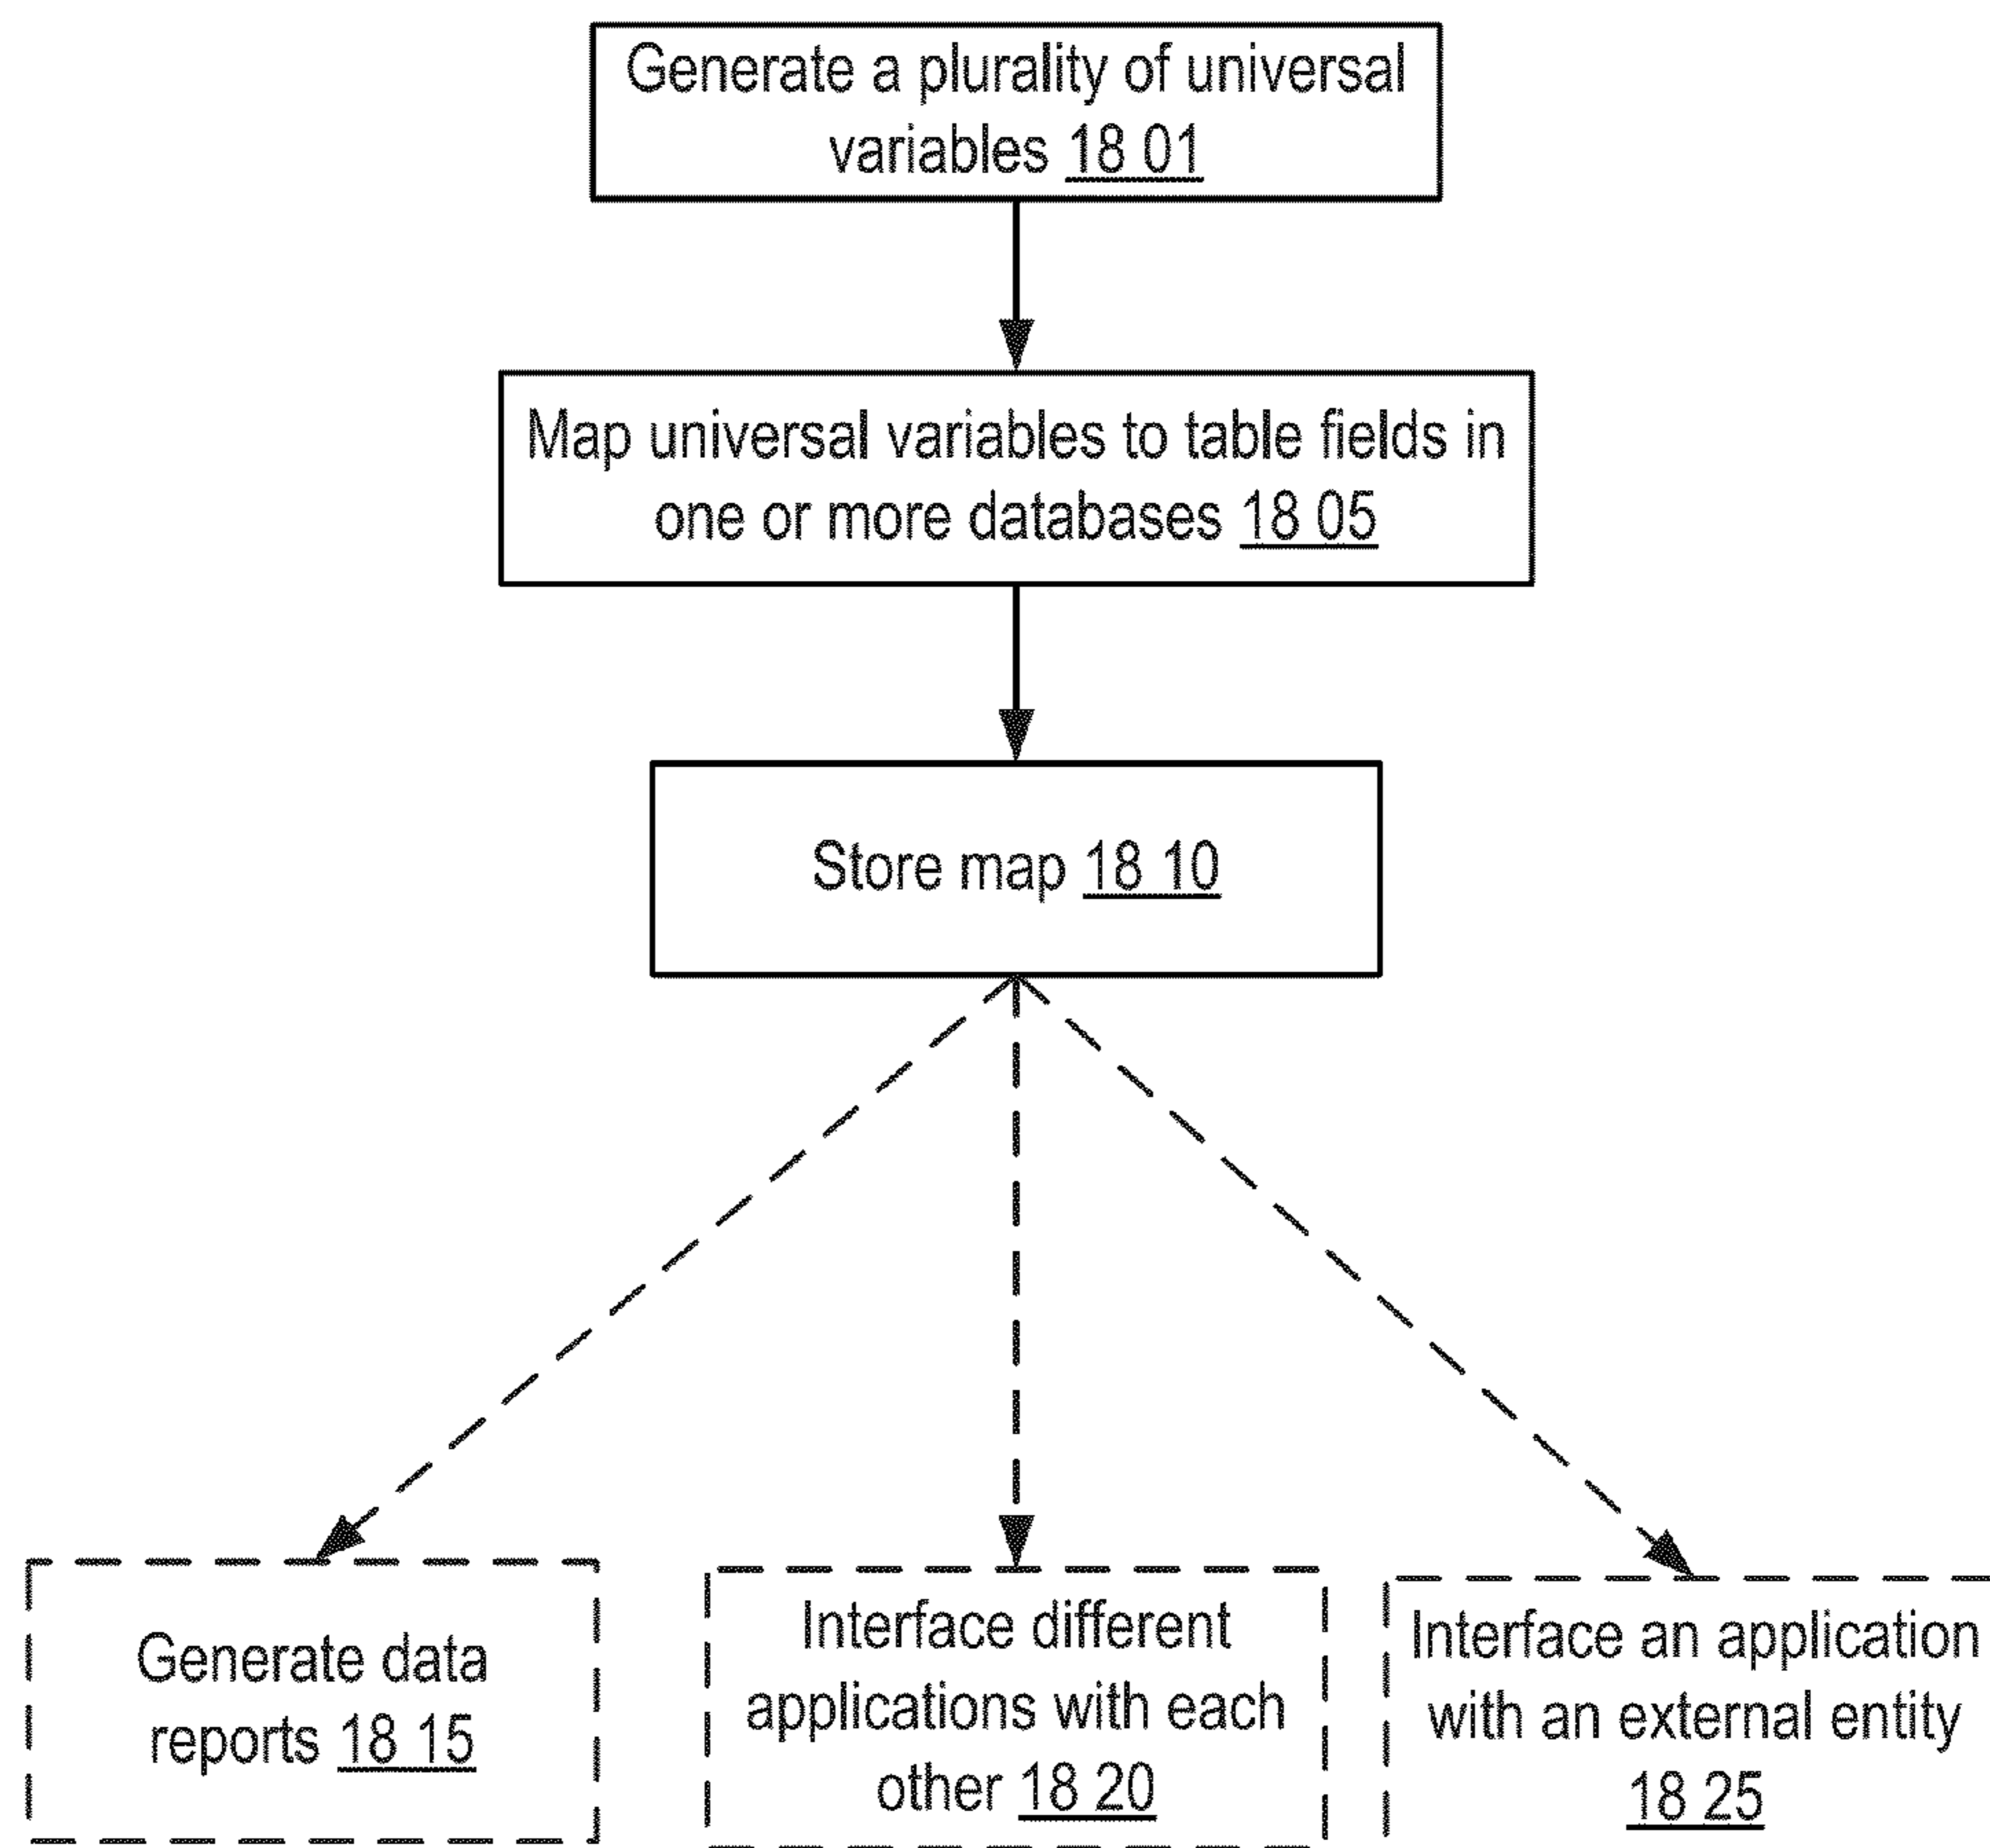 Generate a plurality of universal
variables 18 01
Map universal variables to table fields in
one or more databases 18 05
Store map 18 10
Generate data
reports 18 15
Interface different
applications with each
other 18 20
Interface an application
with an external entity
18 25